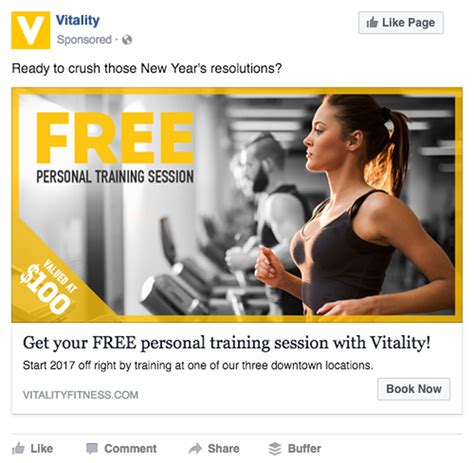 V
Vitality
Sponsored ·
Like Page
Ready to crush those New Year's resolutions?
FREE
PERSONAL TRAINING SESSION
VALUED AT
$100
Get your FREE personal training session with Vitality!
Start 2017 off right by training at one of our three downtown locations.
VITALITYFITNESS.COM
Book Now
Like Comment Share Buffer